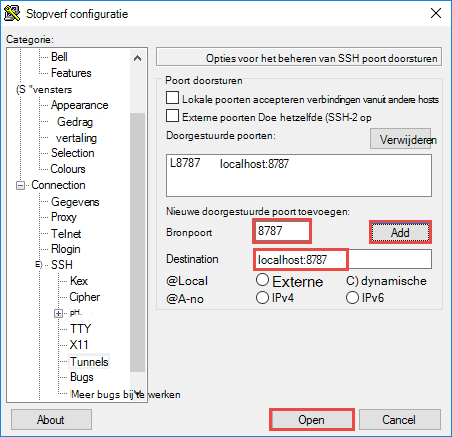 Stopverf configuratie
Categorie:
Bell
Features
(S "vensters
Appearance
Gedrag
vertaling
Selection
Colours
Connection
Gegevens
Proxy
Telnet
Rlogin
E) SSH
Kex
Cipher
pH.
TTY
X11
Tunnels
Bugs
Meer bugs bij te werken
Opties voor het beheren van SSH poort doorsturen
Poort doorsturen
Lokale poorten accepteren verbindingen vanuit andere hosts
Externe poorten Doe hetzelfde (SSH-2 op
Doorgestuurde poorten:
Verwijderen
L8787 localhost:8787
Nieuwe doorgestuurde poort toevoegen:
Bronpoort 8787 Add
Destination localhost:8787
@Local Externe C) dynamische
@A-no IPv4 IPv6
About Open Cancel